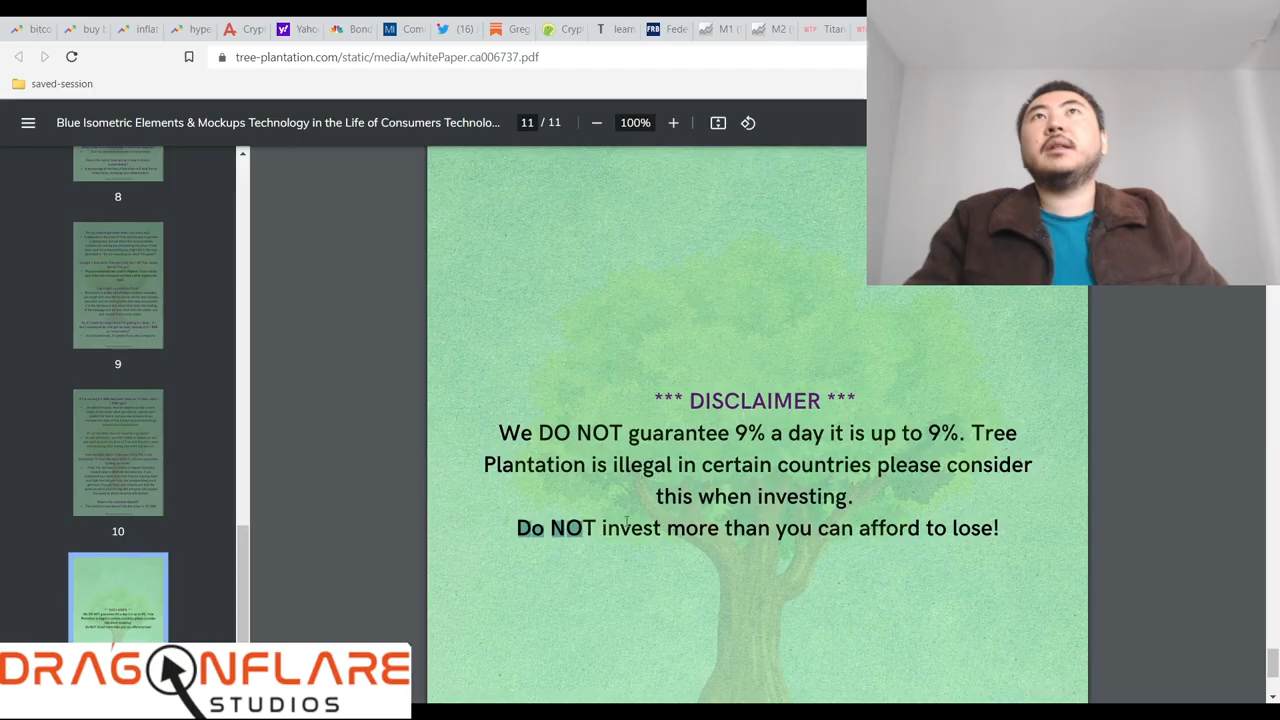 bitco buy b inflar hype Cryp Yaho Bond Com (16) Greg Cryp learn Fede M1 ( M2 ( Titar
tree-plantation.com/static/media/whitePaper.ca006737.pdf
saved-session
Blue Isometric Elements & Mockups Technology in the Life of Consumers Technolo... 11 / 11 100%
8
9
10
*** DISCLAIMER ***
We DO NOT guarantee 9% a day it is up to 9%. Tree
Plantation is illegal in certain countries please consider
this when investing.
Do NOT invest more than you can afford to lose!
DRAGONFLARE
STUDIOS